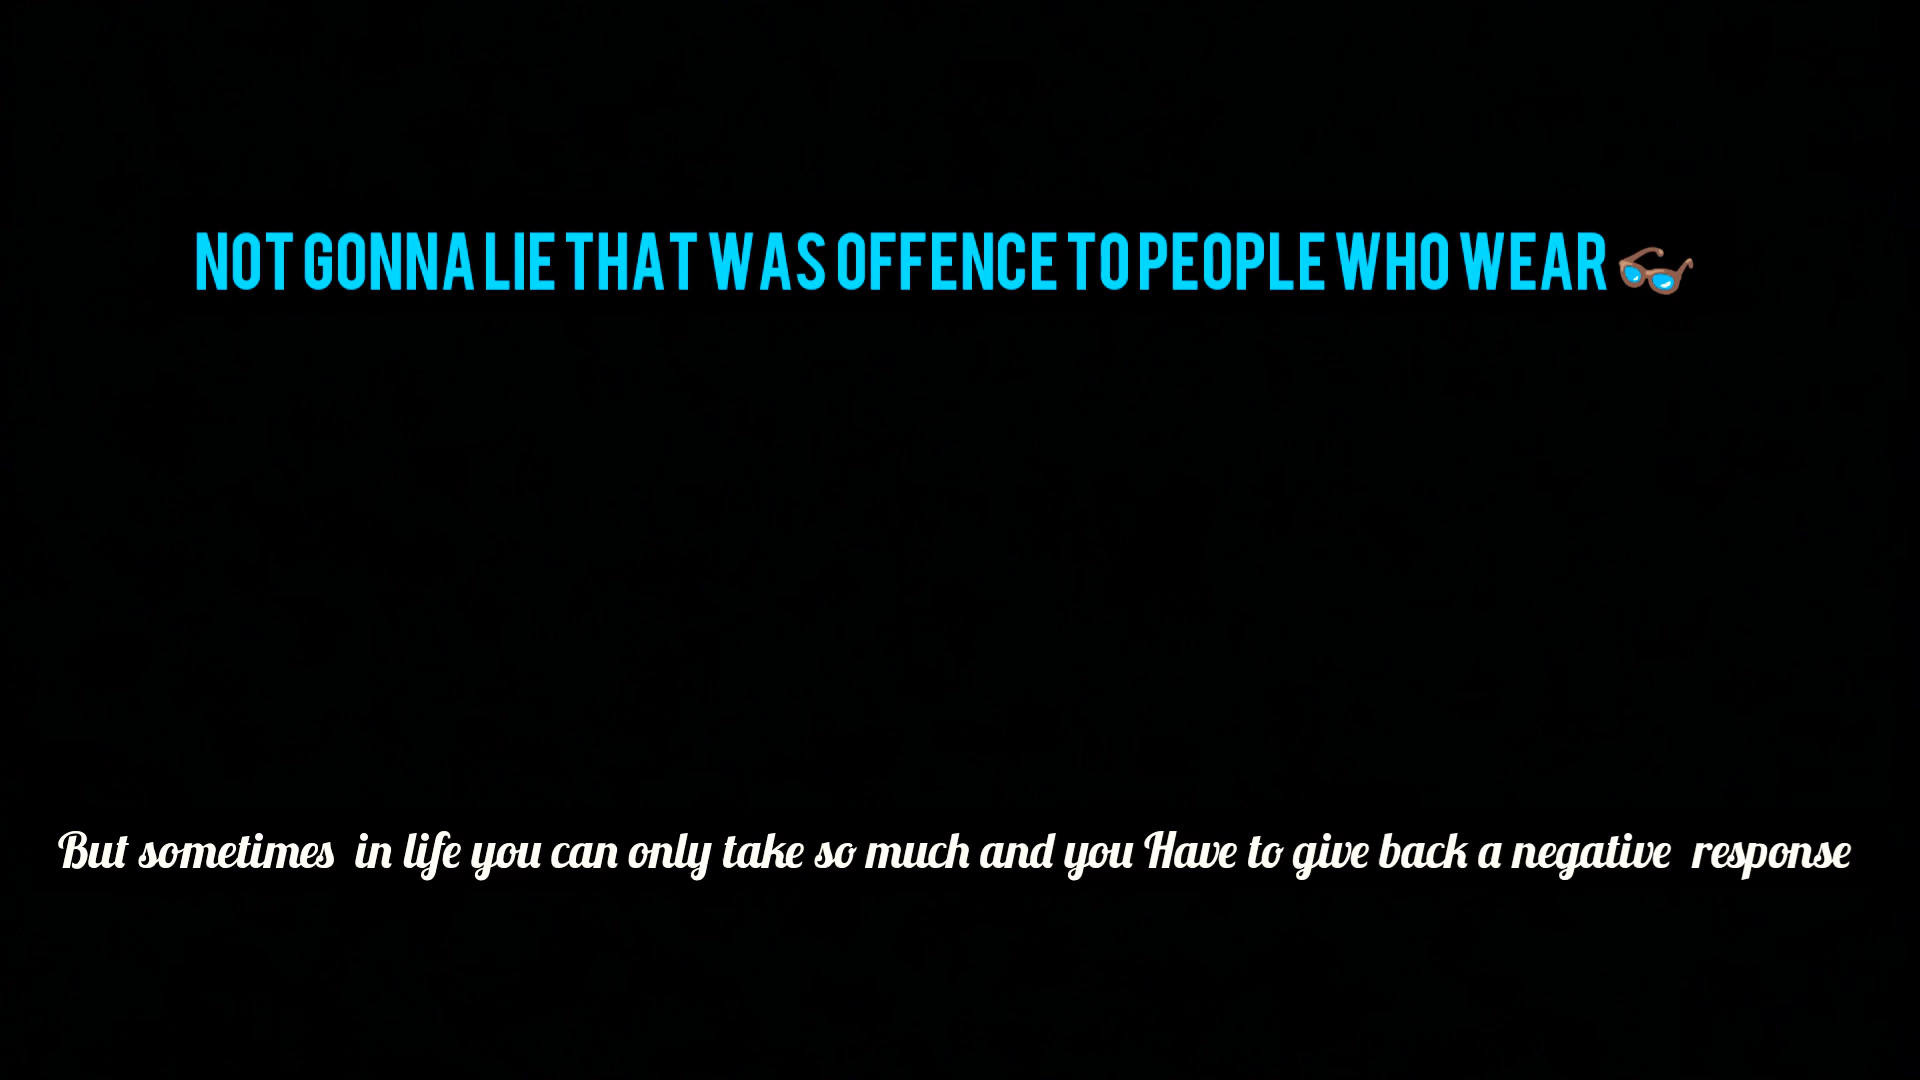 NOT GONNA LIE THAT WAS OFFENCE TO PEOPLE WHO WEAR 👓
But sometimes in life you can only take so much and you Have to give back a negative response